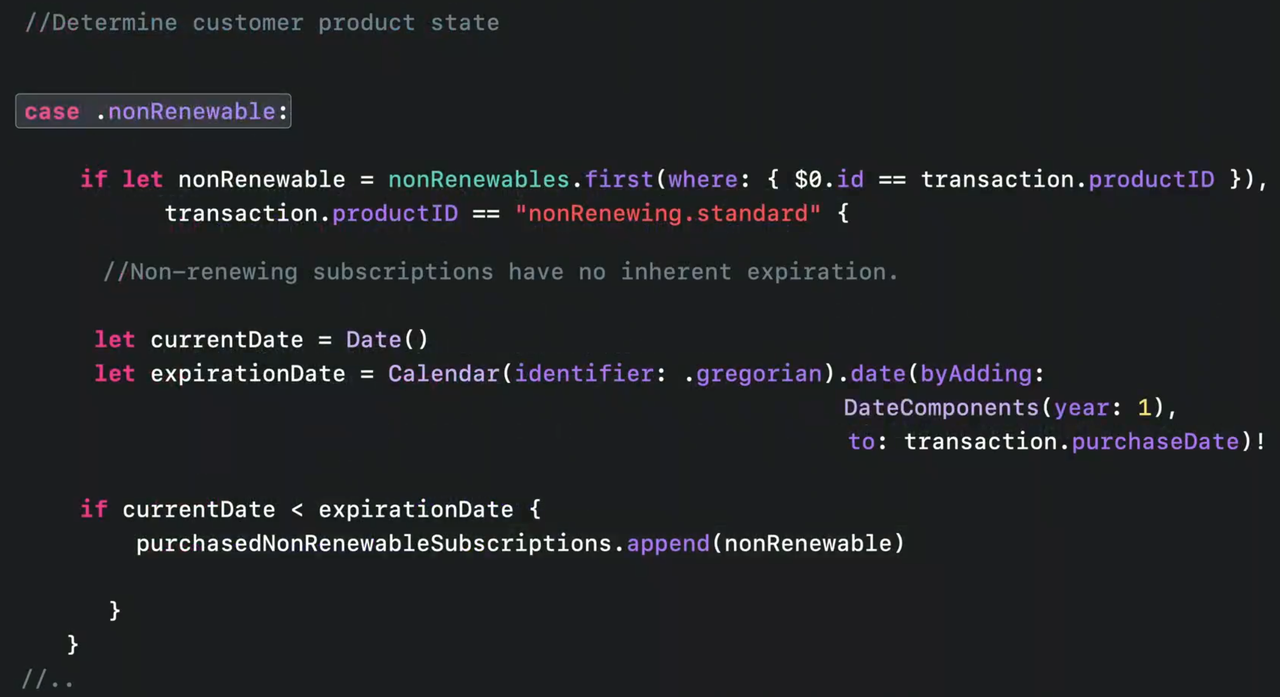 //Determine customer product state
case .nonRenewable:
if let nonRenewable = nonRenewables.first(where: { $0.id == transaction.productID }),
transaction.productID == "nonRenewing.standard" {
//Non-renewing subscriptions have no inherent expiration.
let currentDate = Date()
let expirationDate = Calendar(identifier: .gregorian).date(byAdding:
DateComponents(year: 1),
to: transaction.purchaseDate)!
if currentDate < expirationDate {
purchasedNonRenewableSubscriptions.append(nonRenewable)
}
}
//..